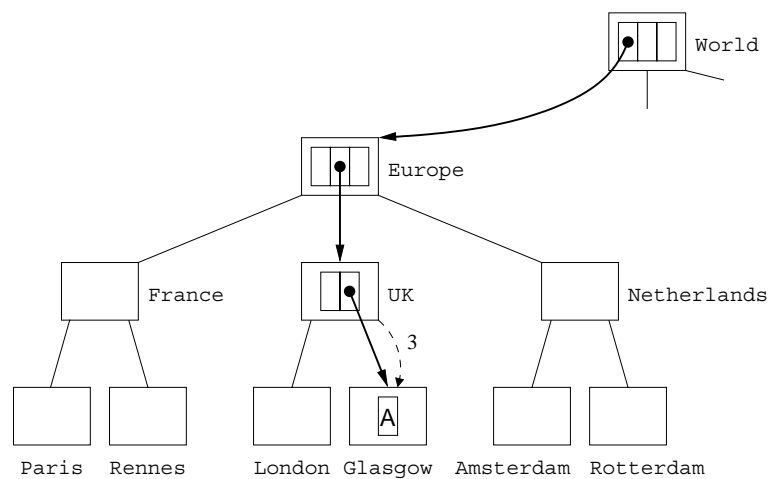 World
Europe
France
UK
Netherlands
3
A
Paris Rennes London Glasgow Amsterdam Rotterdam